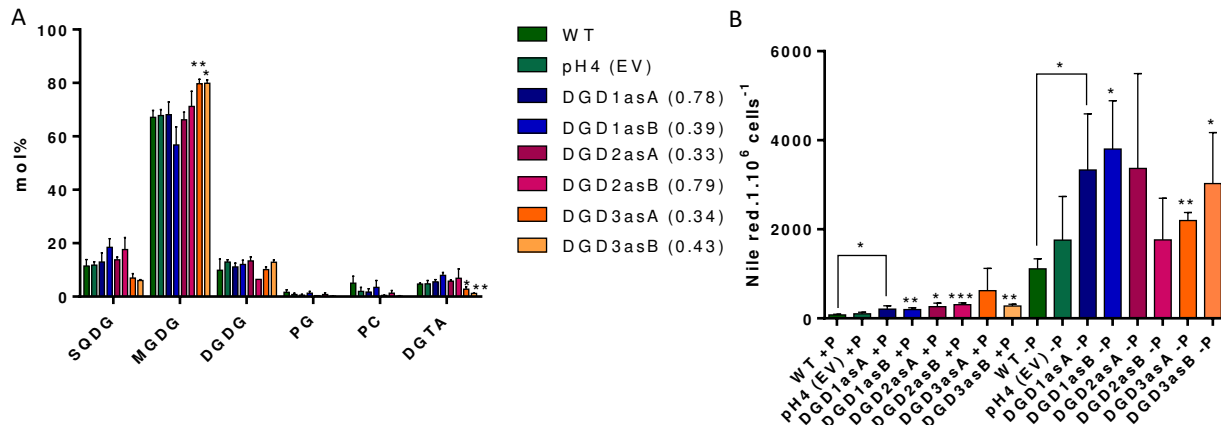 A
mol%
100
80
60
40
20
0
** 
*
*
**
SQDG
MGDG
DGDG
PG
PC
DGTA
WT
pH4 (EV)
DGD1asA (0.78)
DGD1asB (0.39)
DGD2asA (0.33)
DGD2asB (0.79)
DGD3asA (0.34)
DGD3asB (0.43)
B
Nile red.1.10⁶ cells⁻¹
6000
4000
2000
0
*
**
*
***
**
*
*
**
*
WT +P
pH4 (EV) +P
DGD1asA +P
DGD1asB +P
DGD2asA +P
DGD2asB +P
DGD3asA +P
DGD3asB +P
WT -P
pH4 (EV) -P
DGD1asA -P
DGD1asB -P
DGD2asA -P
DGD2asB -P
DGD3asA -P
DGD3asB -P